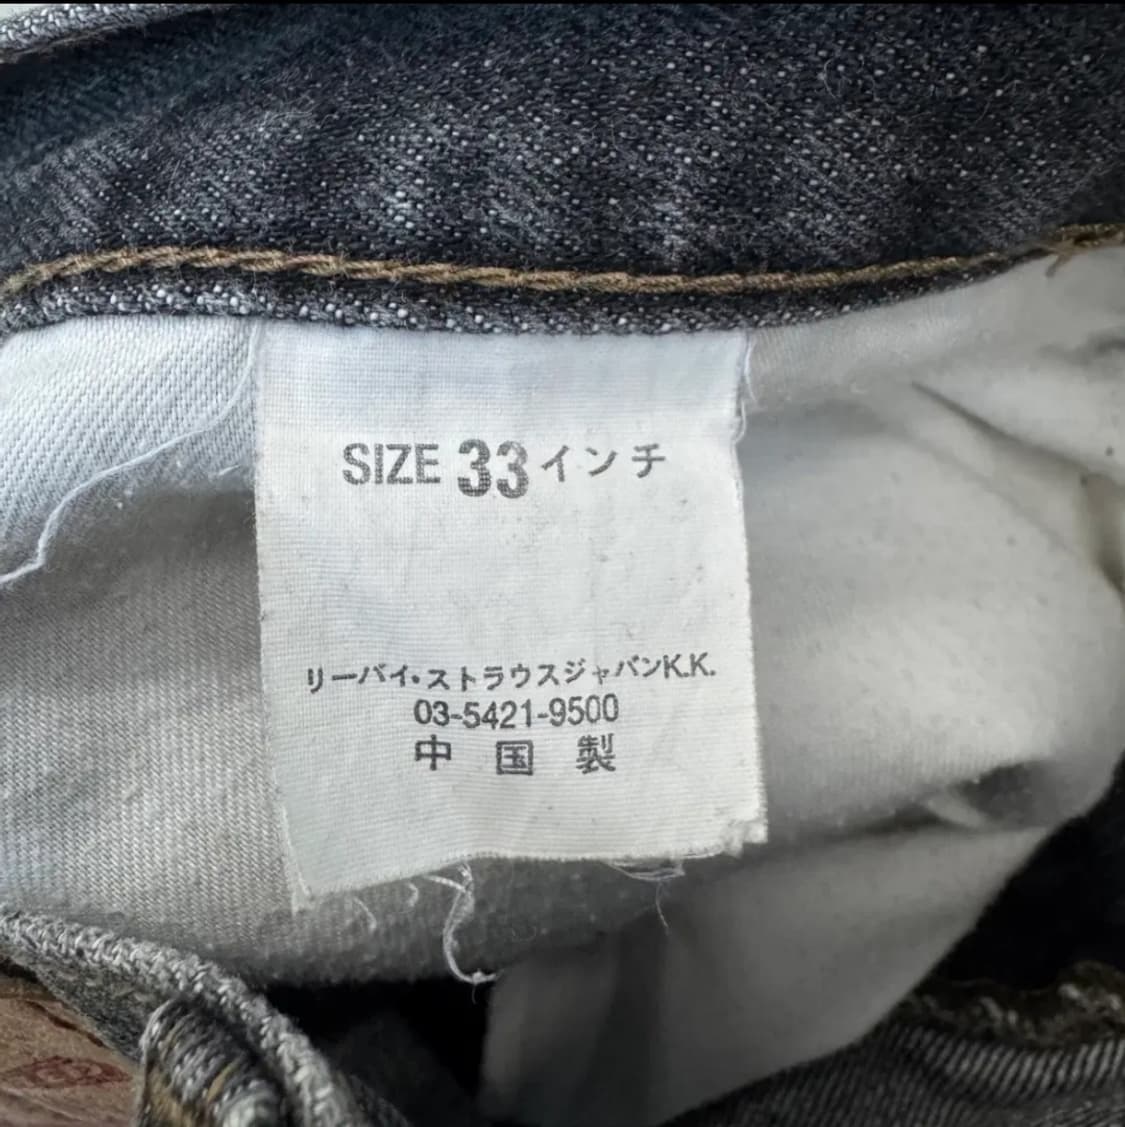 SIZE 33インチ
リーバイ・ストラウスジャパンK.K.
03-5421-9500
中国製